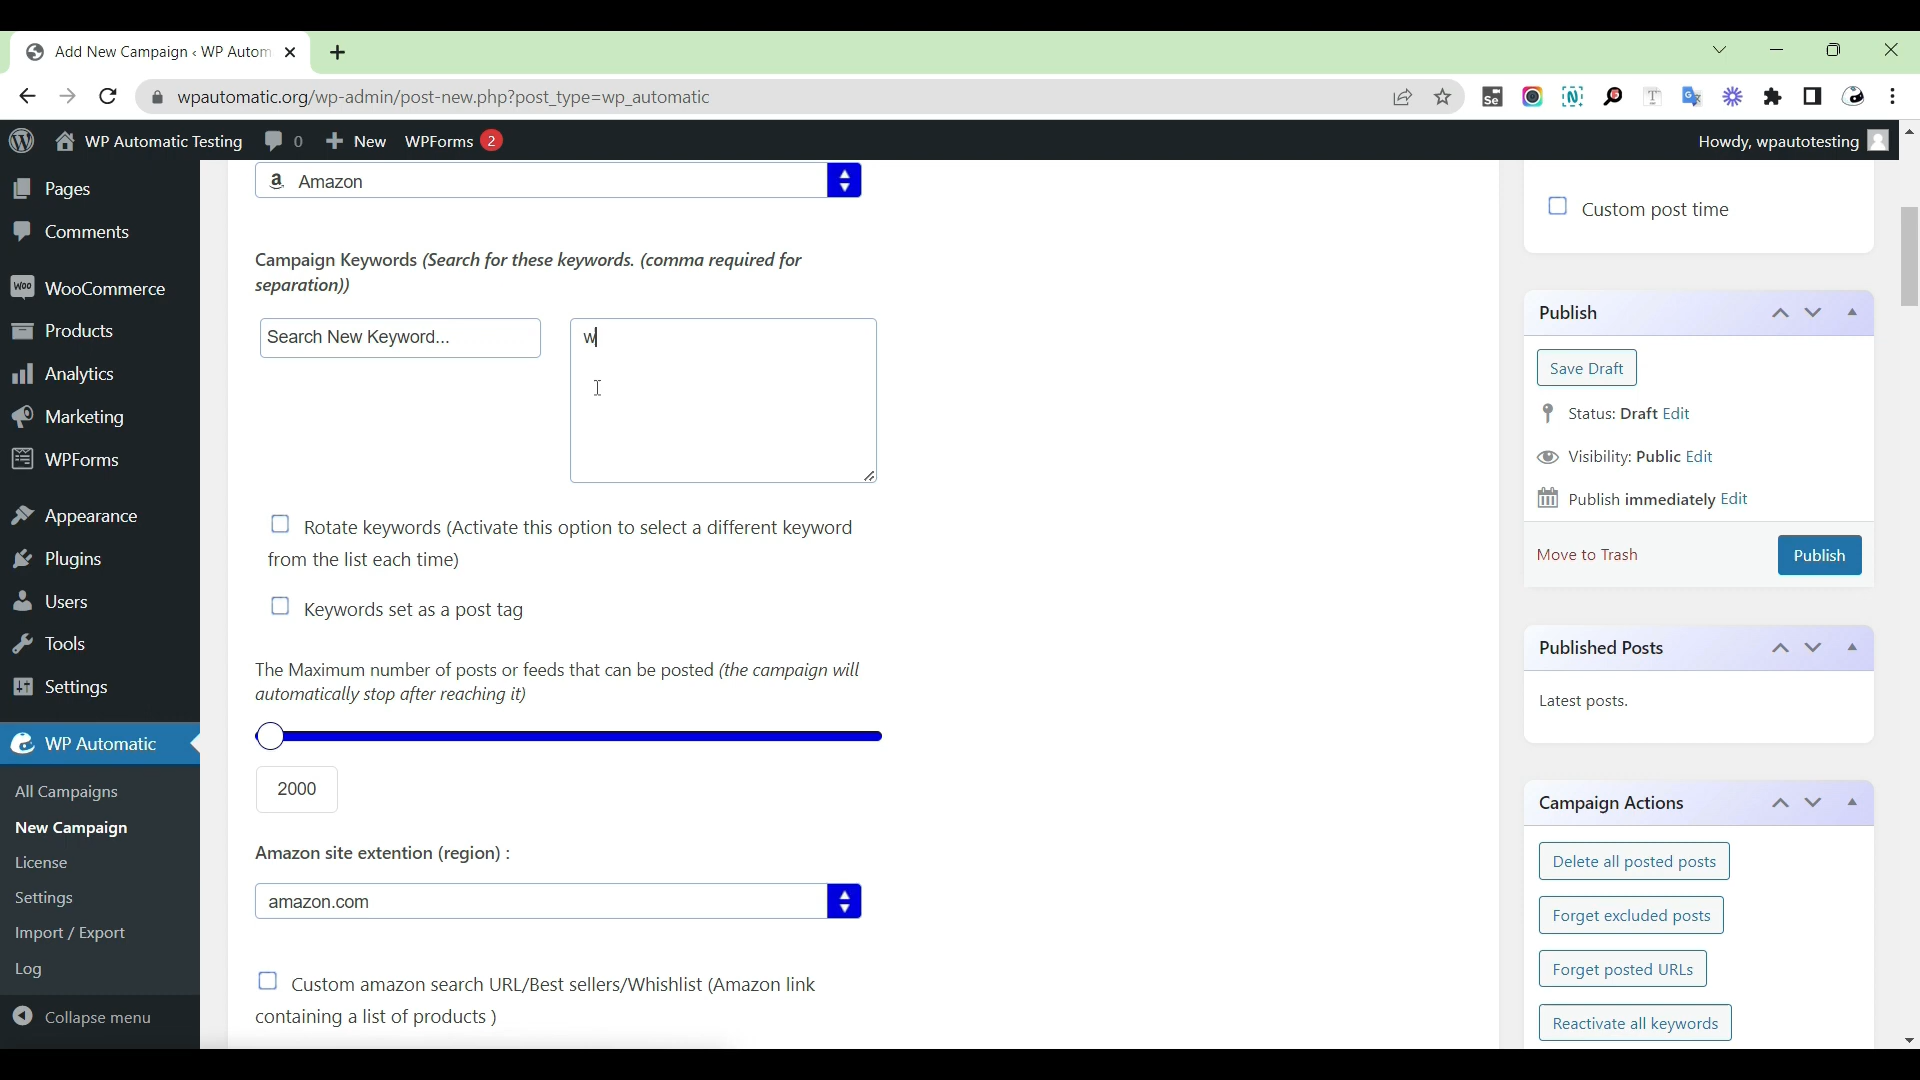 Add New Campaign ‹ WP Autom
wpautomatic.org/wp-admin/post-new.php?post_type=wp_automatic
WP Automatic Testing 0 New WPForms 2 Howdy, wpautotesting
Pages
Comments
WooCommerce
Products
Analytics
Marketing
WPForms
Appearance
Plugins
Users
Tools
Settings
WP Automatic
All Campaigns
New Campaign
License
Settings
Import / Export
Log
Collapse menu
Amazon
Campaign Keywords (Search for these keywords. (comma required for
separation))
Search New Keyword...
w
Rotate keywords (Activate this option to select a different keyword
from the list each time)
Keywords set as a post tag
The Maximum number of posts or feeds that can be posted (the campaign will
automatically stop after reaching it)
2000
Amazon site extention (region) :
amazon.com
Custom amazon search URL/Best sellers/Whishlist (Amazon link
containing a list of products )
Custom post time
Publish
Save Draft
Status: Draft Edit
Visibility: Public Edit
Publish immediately Edit
Move to Trash
Publish
Published Posts
Latest posts.
Campaign Actions
Delete all posted posts
Forget excluded posts
Forget posted URLs
Reactivate all keywords